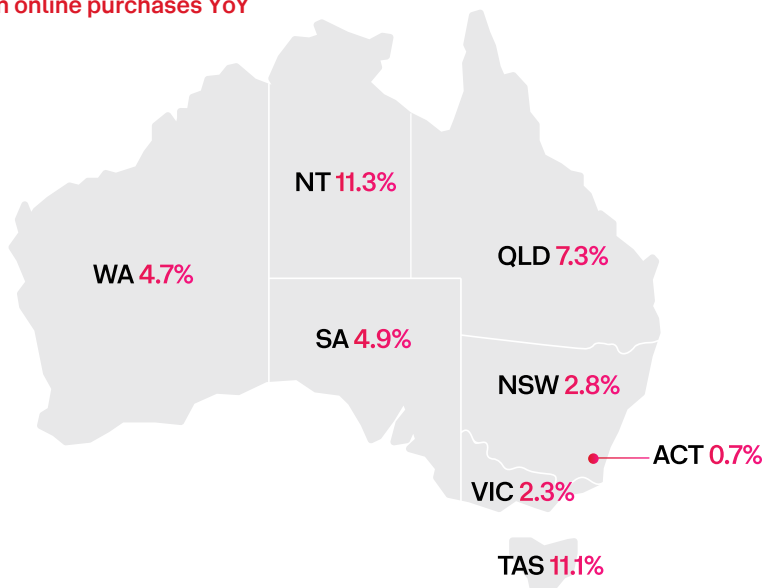 online purchases YoY
NT 11.3%
QLD 7.3%
WA 4.7%
SA 4.9%
NSW 2.8%
ACT 0.7%
VIC 2.3%
TAS 11.1%